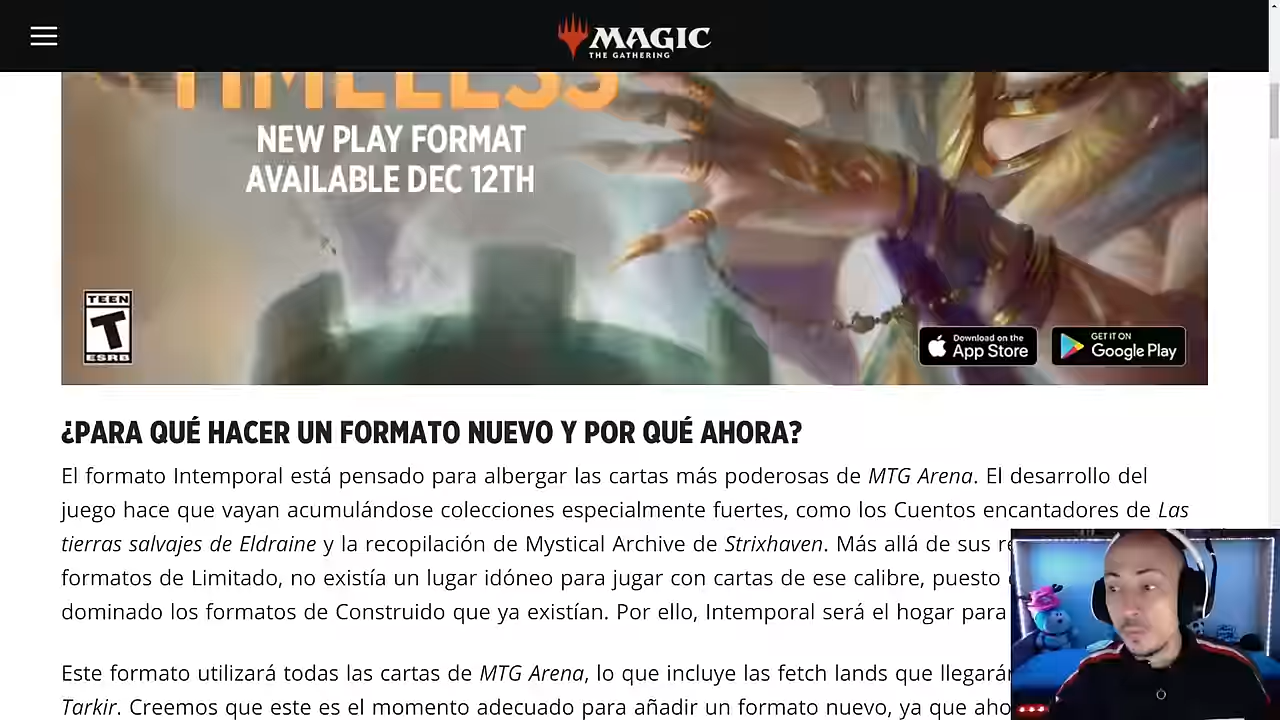 MAGIC
THE GATHERING
TIMELESS
NEW PLAY FORMAT
AVAILABLE DEC 12TH
TEEN
T
ESRB
Download on the
App Store
GET IT ON
Google Play
¿PARA QUÉ HACER UN FORMATO NUEVO Y POR QUÉ AHORA?
El formato Intemporal está pensado para albergar las cartas más poderosas de MTG Arena. El desarrollo del
juego hace que vayan acumulándose colecciones especialmente fuertes, como los Cuentos encantadores de Las
tierras salvajes de Eldraine y la recopilación de Mystical Archive de Strixhaven. Más allá de sus
formatos de Limitado, no existía un lugar idóneo para jugar con cartas de ese calibre, puesto
dominado los formatos de Construido que ya existían. Por ello, Intemporal será el hogar para
Este formato utilizará todas las cartas de MTG Arena, lo que incluye las fetch lands que
Tarkir. Creemos que este es el momento adecuado para añadir un formato nuevo, ya que